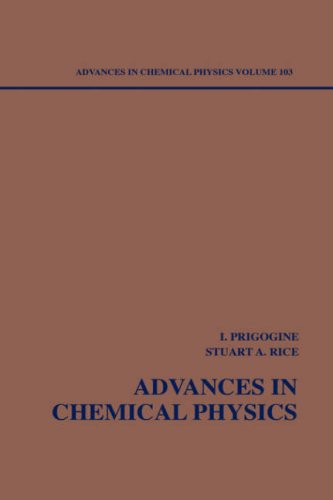 ADVANCES IN CHEMICAL PHYSICS VOLUME 103
I. PRIGOGINE
STUART A. RICE
ADVANCES IN
CHEMICAL PHYSICS